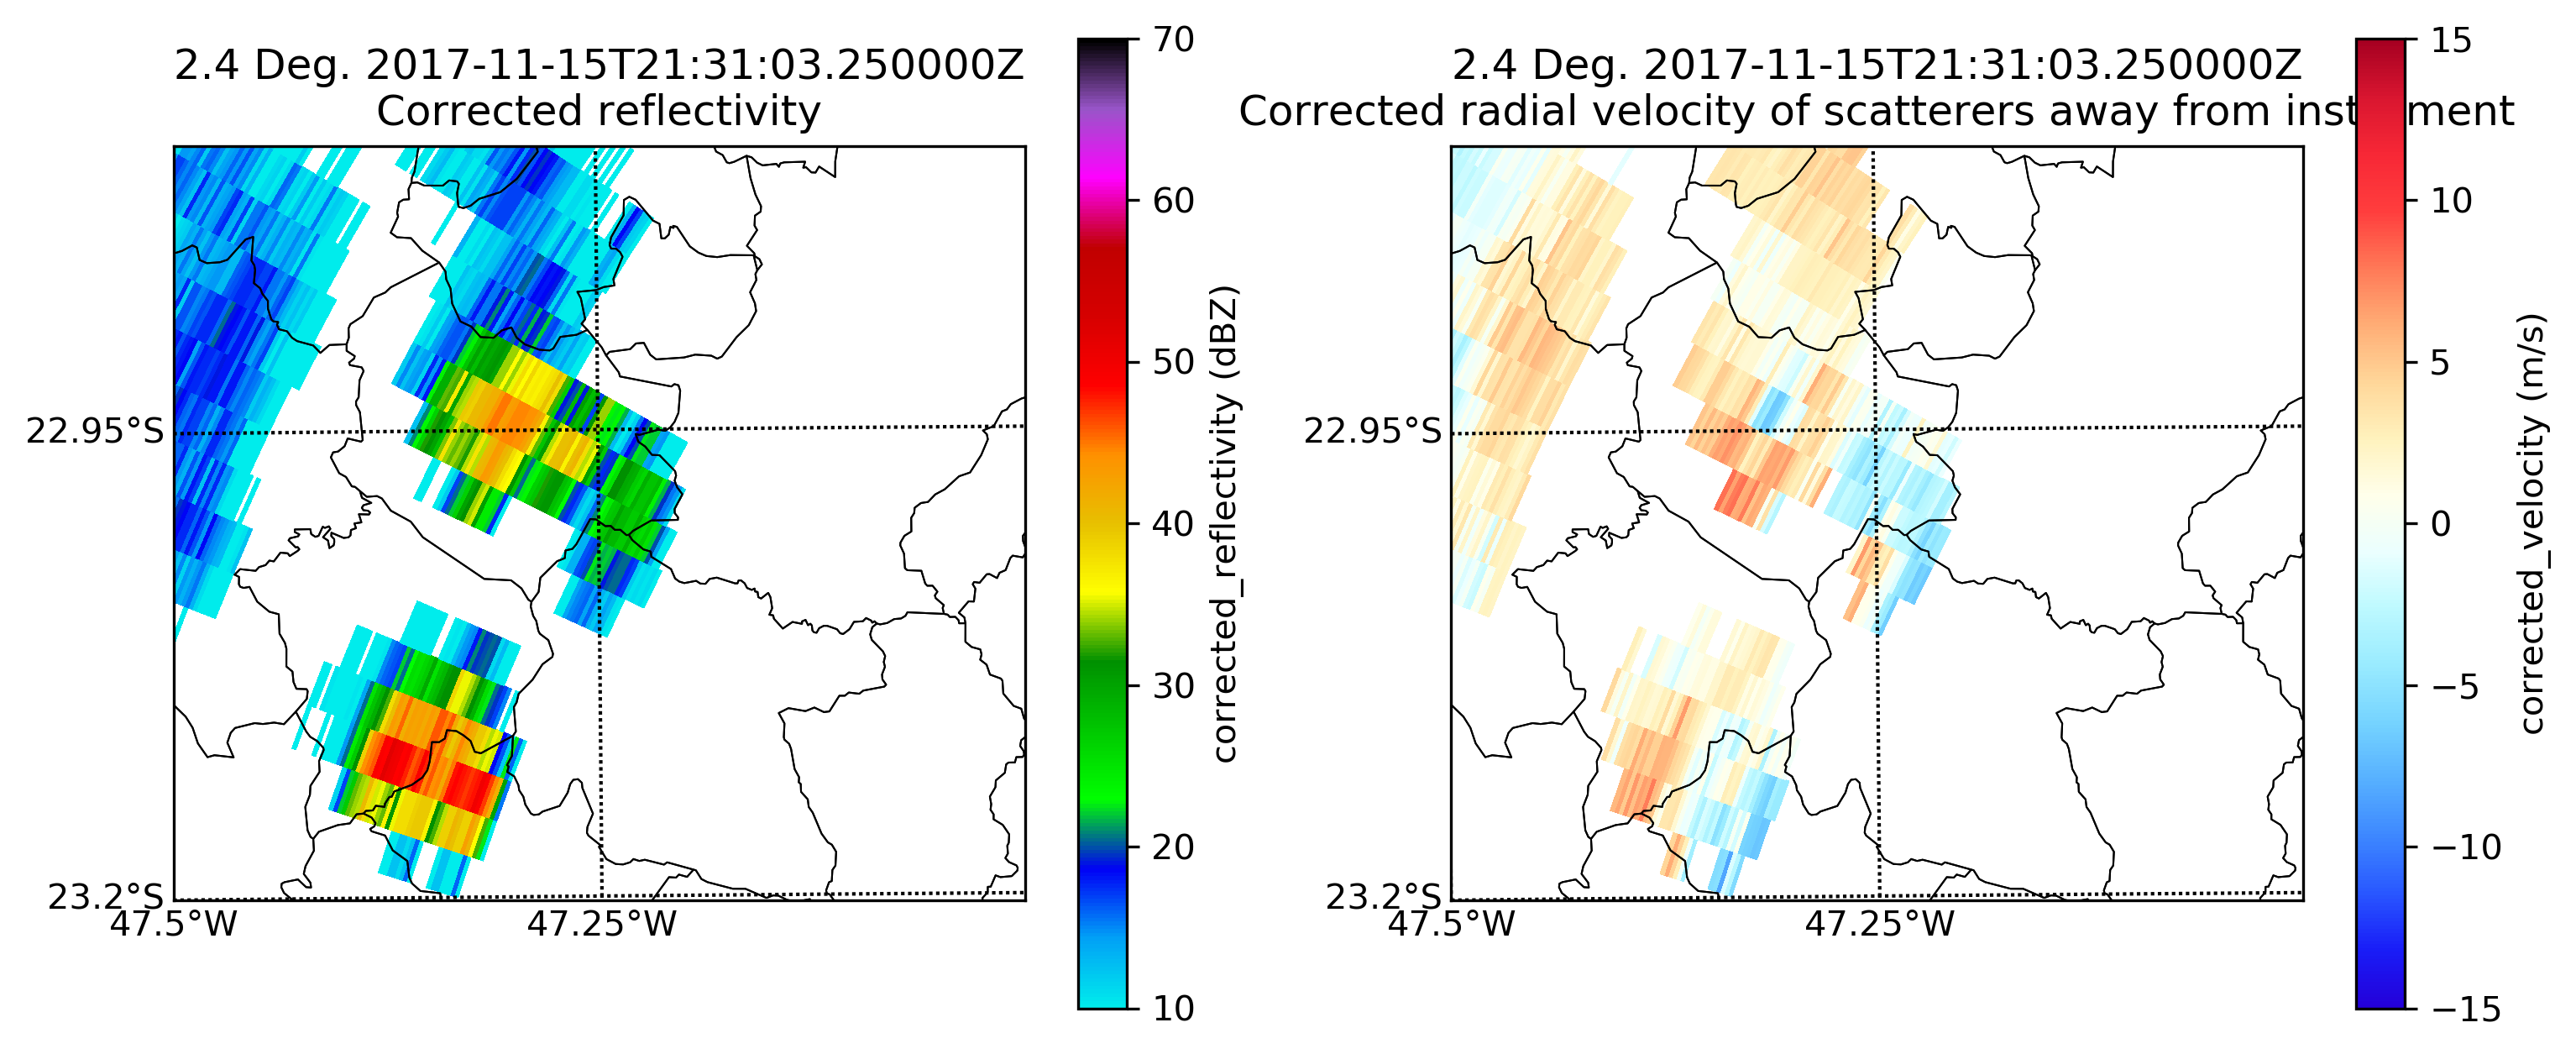 2.4 Deg. 2017-11-15T21:31:03.250000Z
Corrected reflectivity
22.95°S
23.2°S
47.5°W
47.25°W
70
60
50
40
30
20
10
corrected_reflectivity (dBZ)
2.4 Deg. 2017-11-15T21:31:03.250000Z
Corrected radial velocity of scatterers away from inst ment
22.95°S
23.2°S
47.5°W
47.25°W
15
10
5
0
−5
−10
−15
corrected_velocity (m/s)